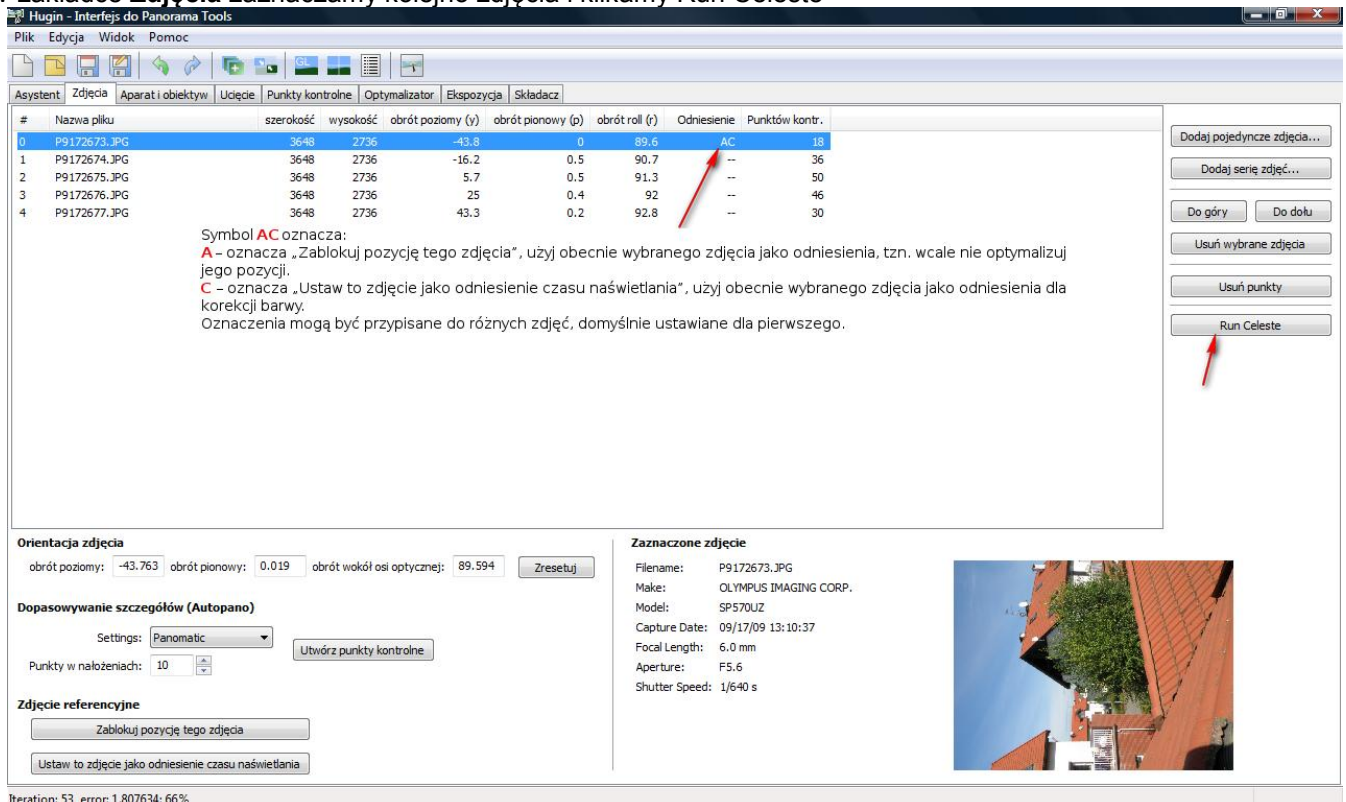 W zakładce Zdjęcia zaznaczamy kolejno zdjęcia i klikamy Run Celeste
Hugin - Interfejs do Panorama Tools
Plik Edycja Widok Pomoc
GL
Asystent Zdjęcia Aparat i obiektyw Ucięcie Punkty kontrolne Optymalizator Ekspozycja Składacz
# Nazwa pliku szerokość wysokość obrót poziomy (y) obrót pionowy (p) obrót roll (r) Odniesienie Punktów kontr.
0 P9172673.JPG 3648 2736 -43.8 0 89.6 AC 18
1 P9172674.JPG 3648 2736 -16.2 0.5 90.7 -- 36
2 P9172675.JPG 3648 2736 5.7 0.5 91.3 -- 50
3 P9172676.JPG 3648 2736 25 0.4 92 -- 46
4 P9172677.JPG 3648 2736 43.3 0.2 92.8 -- 30
Symbol AC oznacza:
A – oznacza „Zablokuj pozycję tego zdjęcia”, użyj obecnie wybranego zdjęcia jako odniesienia, tzn. wcale nie optymalizuj
jego pozycji.
C – oznacza „Ustaw to zdjęcie jako odniesienie czasu naświetlania”, użyj obecnie wybranego zdjęcia jako odniesienia dla
korekcji barwy.
Oznaczenia mogą być przypisane do różnych zdjęć, domyślnie ustawiane dla pierwszego.
Dodaj pojedyncze zdjęcia...
Dodaj serię zdjęć...
Do góry Do dołu
Usuń wybrane zdjęcia
Usuń punkty
Run Celeste
Orientacja zdjęcia
obrót poziomy: -43.763 obrót pionowy: 0.019 obrót wokół osi optycznej: 89.594 Zresetuj
Dopasowywanie szczegółów (Autopano)
Settings: Panomatic
Utwórz punkty kontrolne
Punkty w nałożeniach: 10
Zdjęcie referencyjne
Zablokuj pozycję tego zdjęcia
Ustaw to zdjęcie jako odniesienie czasu naświetlania
Zaznaczone zdjęcie
Filename: P9172673.JPG
Make: OLYMPUS IMAGING CORP.
Model: SP570UZ
Capture Date: 09/17/09 13:10:37
Focal Length: 6.0 mm
Aperture: F5.6
Shutter Speed: 1/640 s
Iteration: 53, error: 1.807634: 66%